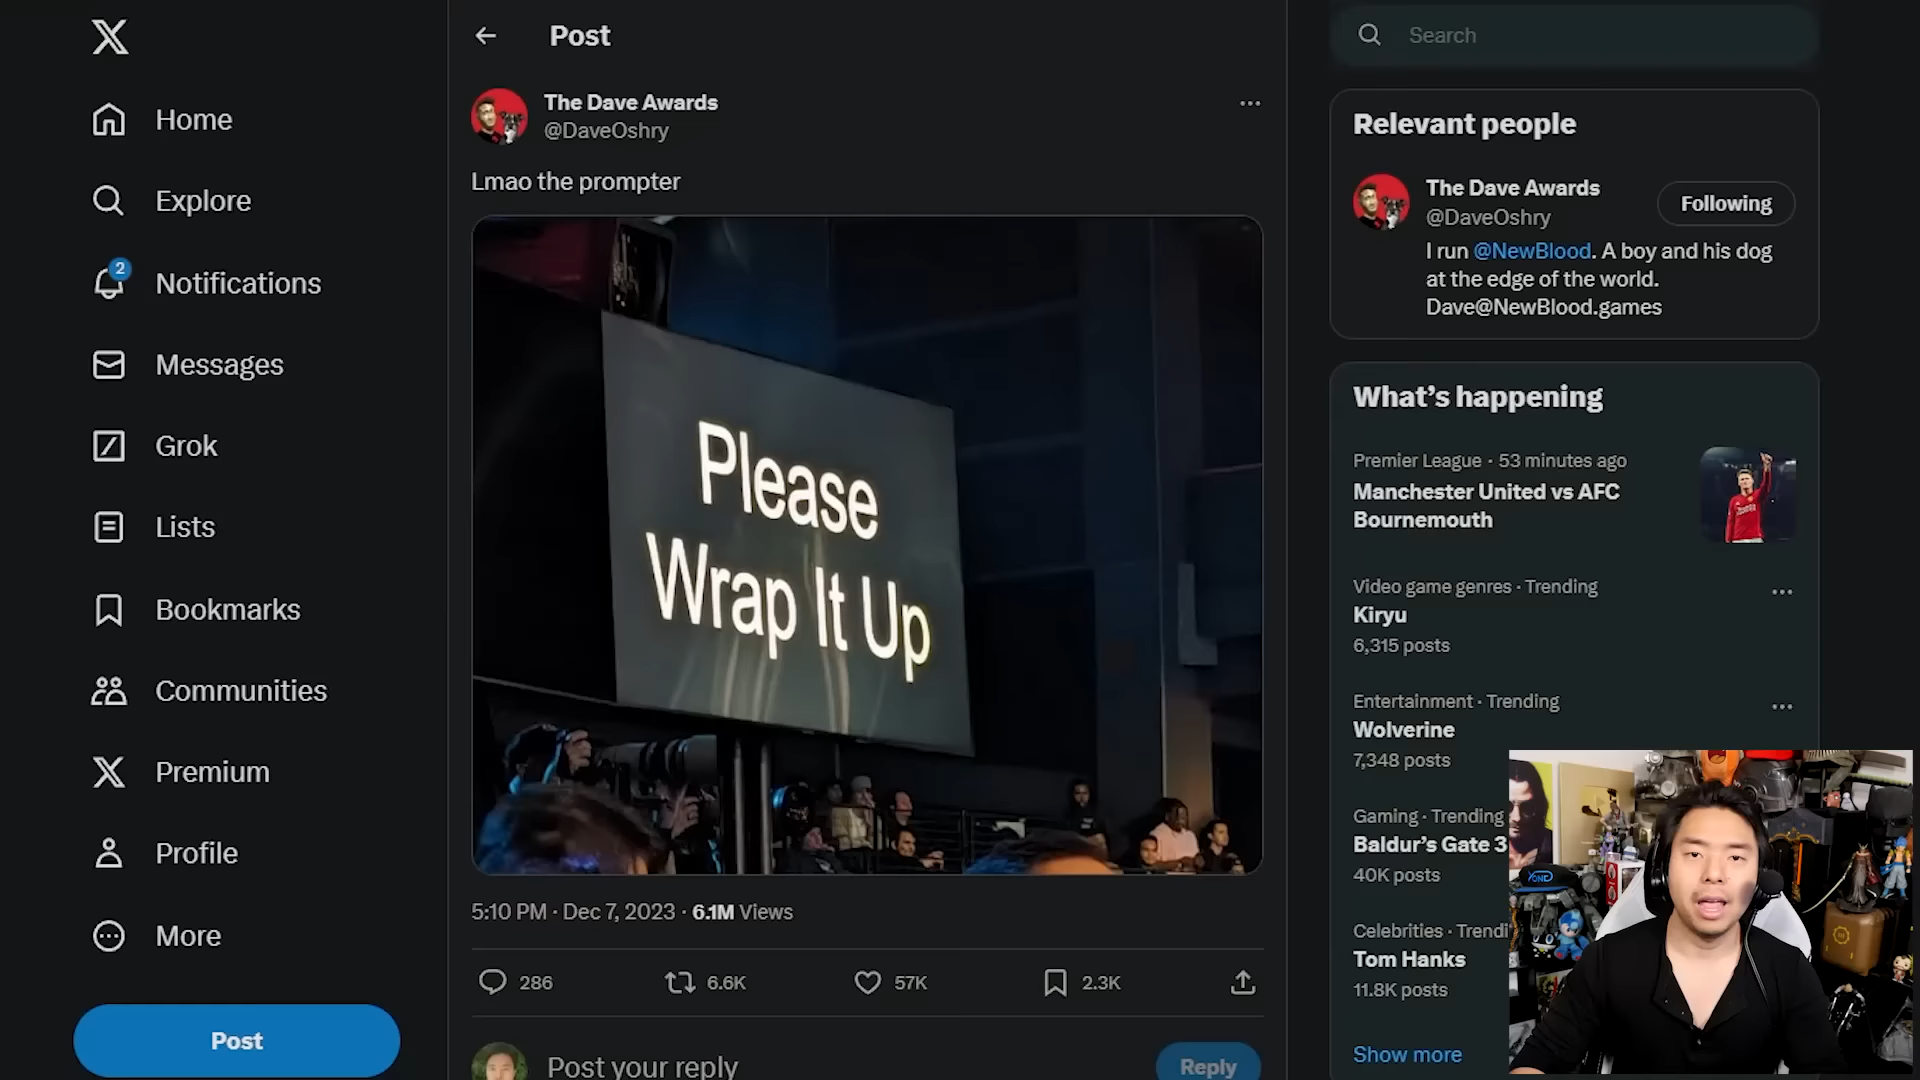 Home
Explore
2
Notifications
Messages
Grok
Lists
Bookmarks
Communities
Premium
Profile
More
Post
Post
The Dave Awards
@DaveOshry
Lmao the prompter
Please
Wrap It Up
5:10 PM · Dec 7, 2023 · 6.1M Views
286 6.6K 57K 2.3K
Post your reply
Reply
Search
Relevant people
The Dave Awards
@DaveOshry
Following
I run @NewBlood. A boy and his dog
at the edge of the world.
Dave@NewBlood.games
What's happening
Premier League · 53 minutes ago
Manchester United vs AFC
Bournemouth
Video game genres · Trending
Kiryu
6,315 posts
Entertainment · Trending
Wolverine
7,348 posts
Gaming · Trending
Baldur's Gate 3
40K posts
Celebrities · Trendi
Tom Hanks
11.8K posts
Show more